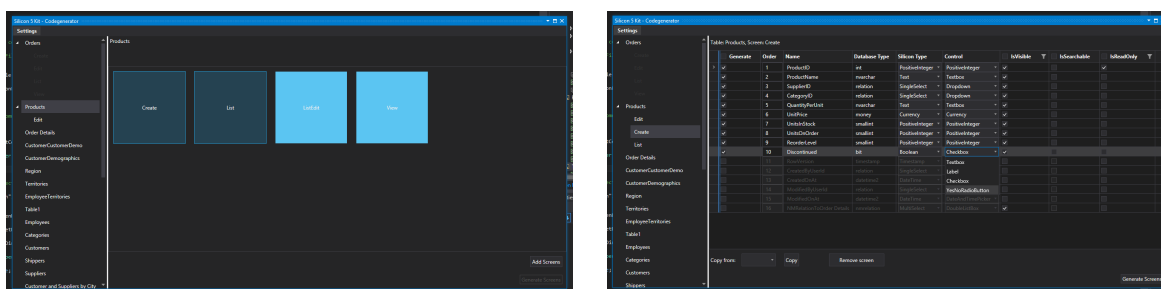 Silicon 5 Kit - Codegenerator
Settings
Orders
Products
Edit
Order Details
CustomerCustomerDemo
CustomerDemographics
Region
Territories
EmployeeTerritories
Table1
Employees
Categories
Customers
Shippers
Suppliers
Customer and Suppliers by City
Products
Create
List
ListEdit
View
Add Screens
Generate Screens
Silicon 5 Kit - Codegenerator
Settings
Orders
Products
Edit
Create
List
Order Details
CustomerCustomerDemo
CustomerDemographics
Region
Territories
EmployeeTerritories
Table1
Employees
Categories
Customers
Shippers
Table: Products, Screen: Create
Generate Order Name Database Type Silicon Type Control IsVisible IsSearchable IsReadOnly
1 ProductID int PositiveInteger PositiveInteger
2 ProductName nvarchar Text Textbox
3 SupplierID relation SingleSelect Dropdown
4 CategoryID relation SingleSelect Dropdown
5 QuantityPerUnit nvarchar Text Textbox
6 UnitPrice money Currency Currency
7 UnitsInStock smallint PositiveInteger PositiveInteger
8 UnitsOnOrder smallint PositiveInteger PositiveInteger
9 ReorderLevel smallint PositiveInteger PositiveInteger
10 Discontinued bit Boolean Checkbox
Textbox
Label
Checkbox
YesNoRadioButton
Copy from: Copy Remove screen
Generate Screens